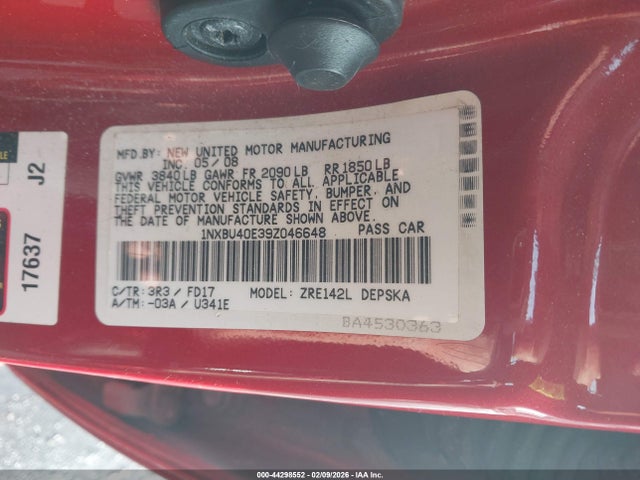 MFD.BY: NEW UNITED MOTOR MANUFACTURING
INC. 05/08
GVWR 3840LB GAWR FR 2090LB RR 1850LB
THIS VEHICLE CONFORMS TO ALL APPLICABLE
FEDERAL MOTOR VEHICLE SAFETY, BUMPER, AND
THEFT PREVENTION STANDARDS IN EFFECT ON
THE DATE OF MANUFACTURE SHOWN ABOVE.
1NXBU40E39Z046648 PASS CAR
C/TR: 3R3 / FD17 MODEL: ZRE142L DEPSKA
A/TM: -03A / U341E
BA4530363
J2
17637
000-44298552 - 02/09/2026 - IAA Inc.